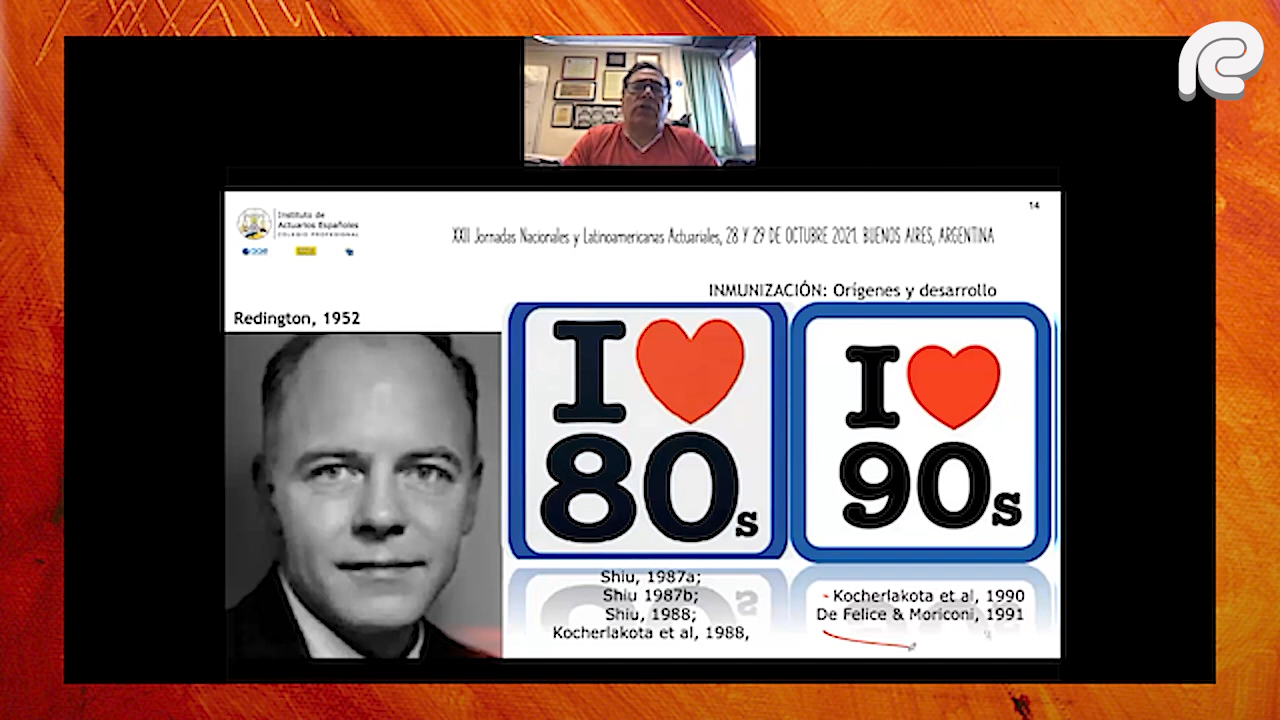 14
Instituto de
Actuarios Españoles
COLEGIO PROFESIONAL
XXII Jornadas Nacionales y Latinoamericanas Actuariales, 28 Y 29 DE OCTUBRE 2021. BUENOS AIRES, ARGENTINA
INMUNIZACIÓN: Orígenes y desarrollo
Redington, 1952
I
80s
I
90s
Shiu, 1987a;
Shiu 1987b;
Shiu, 1988;
Kocherlakota et al, 1988,
- Kocherlakota et al, 1990
De Felice & Moriconi, 1991